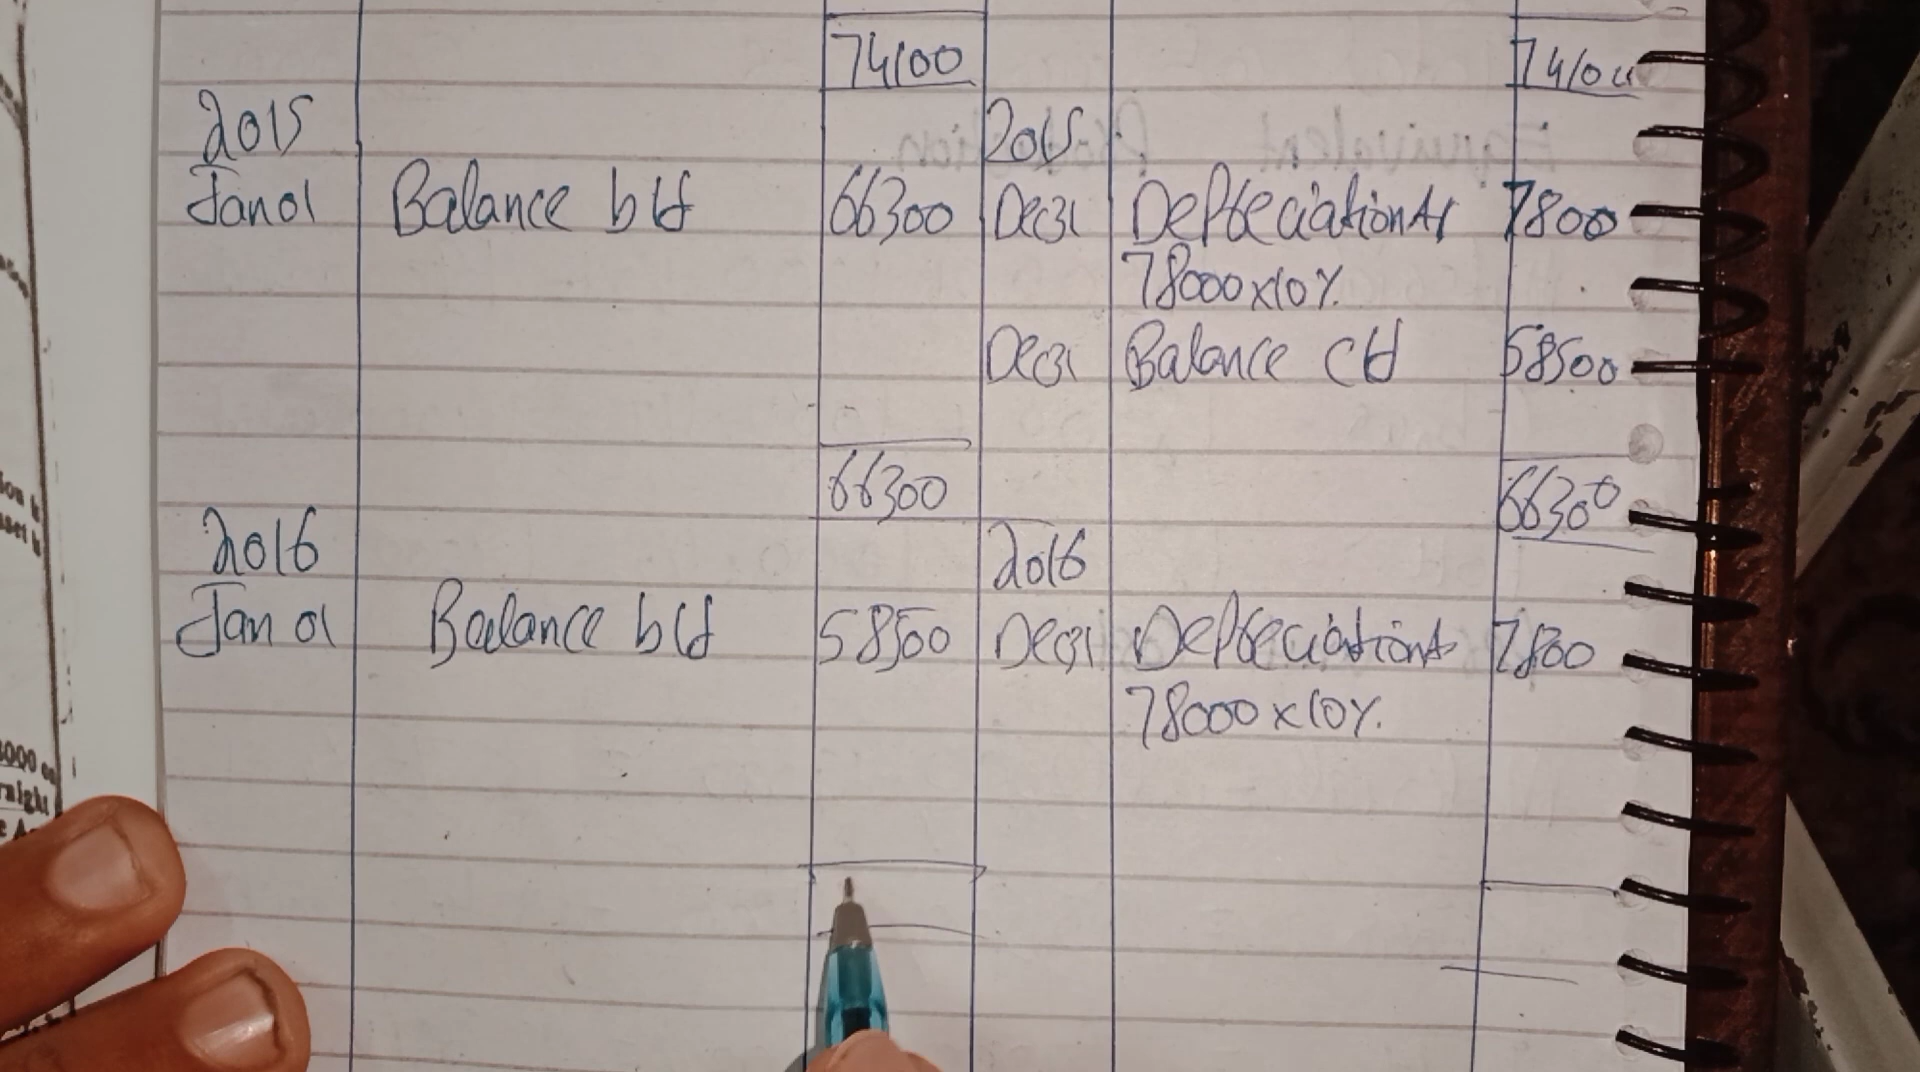 74100 74100
2015 2015
Jan 01 Balance b/d 66300 Dec 31 Depreciation A/c 7800
78000x10%
Dec 31 Balance c/d 58500
66300 66300
2016 2016
Jan 01 Balance b/d 58500 Dec 31 Depreciation A/c 7800
78000x10%